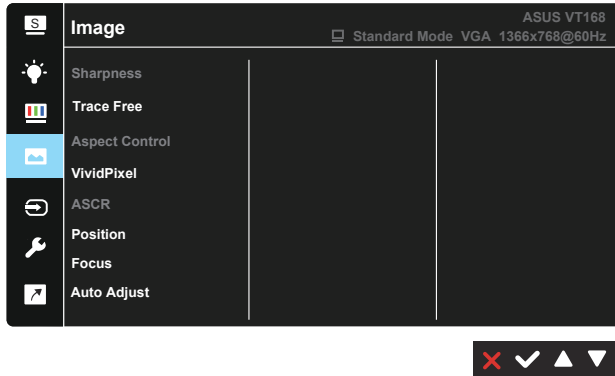 S
Image
ASUS VT168
Standard Mode VGA 1366x768@60Hz
Sharpness
Trace Free
Aspect Control
VividPixel
ASCR
Position
Focus
Auto Adjust